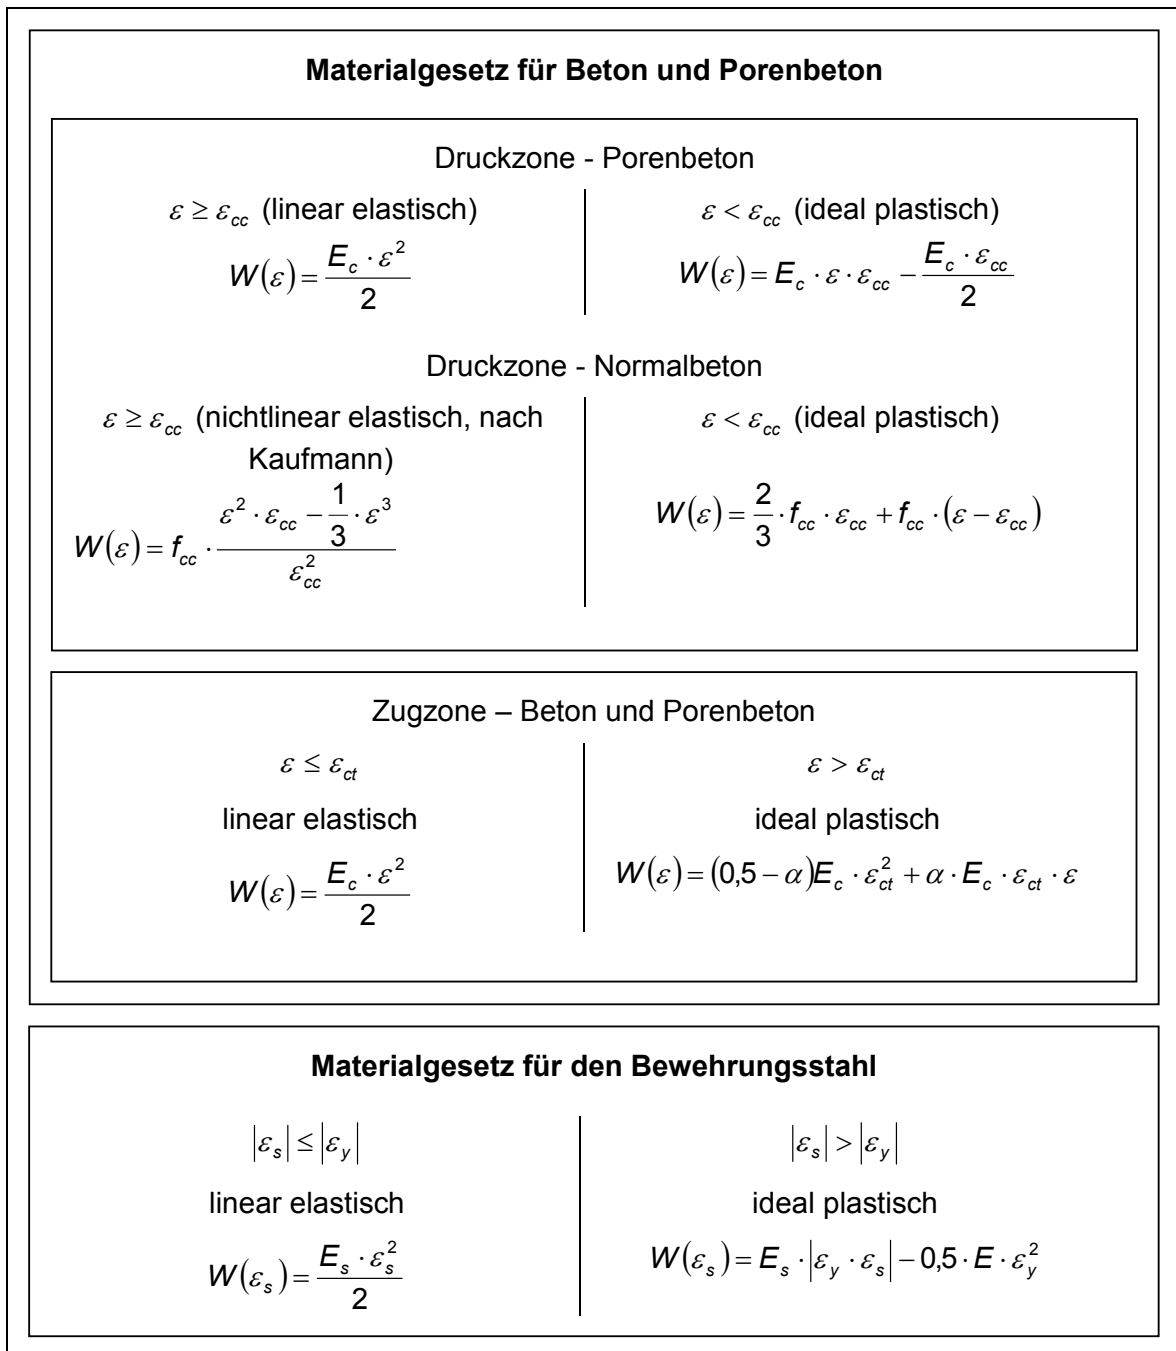 Materialgesetz für Beton und Porenbeton
Druckzone - Porenbeton
ε ≥ ε_cc (linear elastisch)
W(ε) = (E_c · ε²) / 2
ε < ε_cc (ideal plastisch)
W(ε) = E_c · ε · ε_cc − (E_c · ε_cc) / 2
Druckzone - Normalbeton
ε ≥ ε_cc (nichtlinear elastisch, nach
Kaufmann)
W(ε) = f_cc · (ε² · ε_cc − 1/3 · ε³) / ε_cc²
ε < ε_cc (ideal plastisch)
W(ε) = 2/3 · f_cc · ε_cc + f_cc · (ε − ε_cc)
Zugzone – Beton und Porenbeton
ε ≤ ε_ct
linear elastisch
W(ε) = (E_c · ε²) / 2
ε > ε_ct
ideal plastisch
W(ε) = (0,5 − α)E_c · ε_ct² + α · E_c · ε_ct · ε
Materialgesetz für den Bewehrungsstahl
|ε_s| ≤ |ε_y|
linear elastisch
W(ε_s) = (E_s · ε_s²) / 2
|ε_s| > |ε_y|
ideal plastisch
W(ε_s) = E_s · |ε_y · ε_s| − 0,5 · E · ε_y²